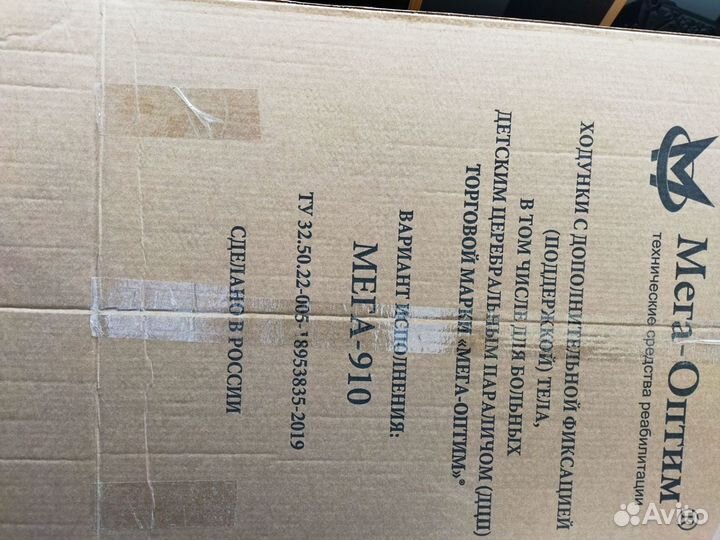 Мега-Оптим®
технические средства реабилитации
ХОДУНКИ С ДОПОЛНИТЕЛЬНОЙ ФИКСАЦИЕЙ
(ПОДДЕРЖКОЙ) ТЕЛА,
В ТОМ ЧИСЛЕ ДЛЯ БОЛЬНЫХ
ДЕТСКИМ ЦЕРЕБРАЛЬНЫМ ПАРАЛИЧОМ (ДЦП)
ТОРГОВОЙ МАРКИ «МЕГА-ОПТИМ»®
ВАРИАНТ ИСПОЛНЕНИЯ:
МЕГА-910
ТУ 32.50.22-005-18953835-2019
СДЕЛАНО В РОССИИ
Avito